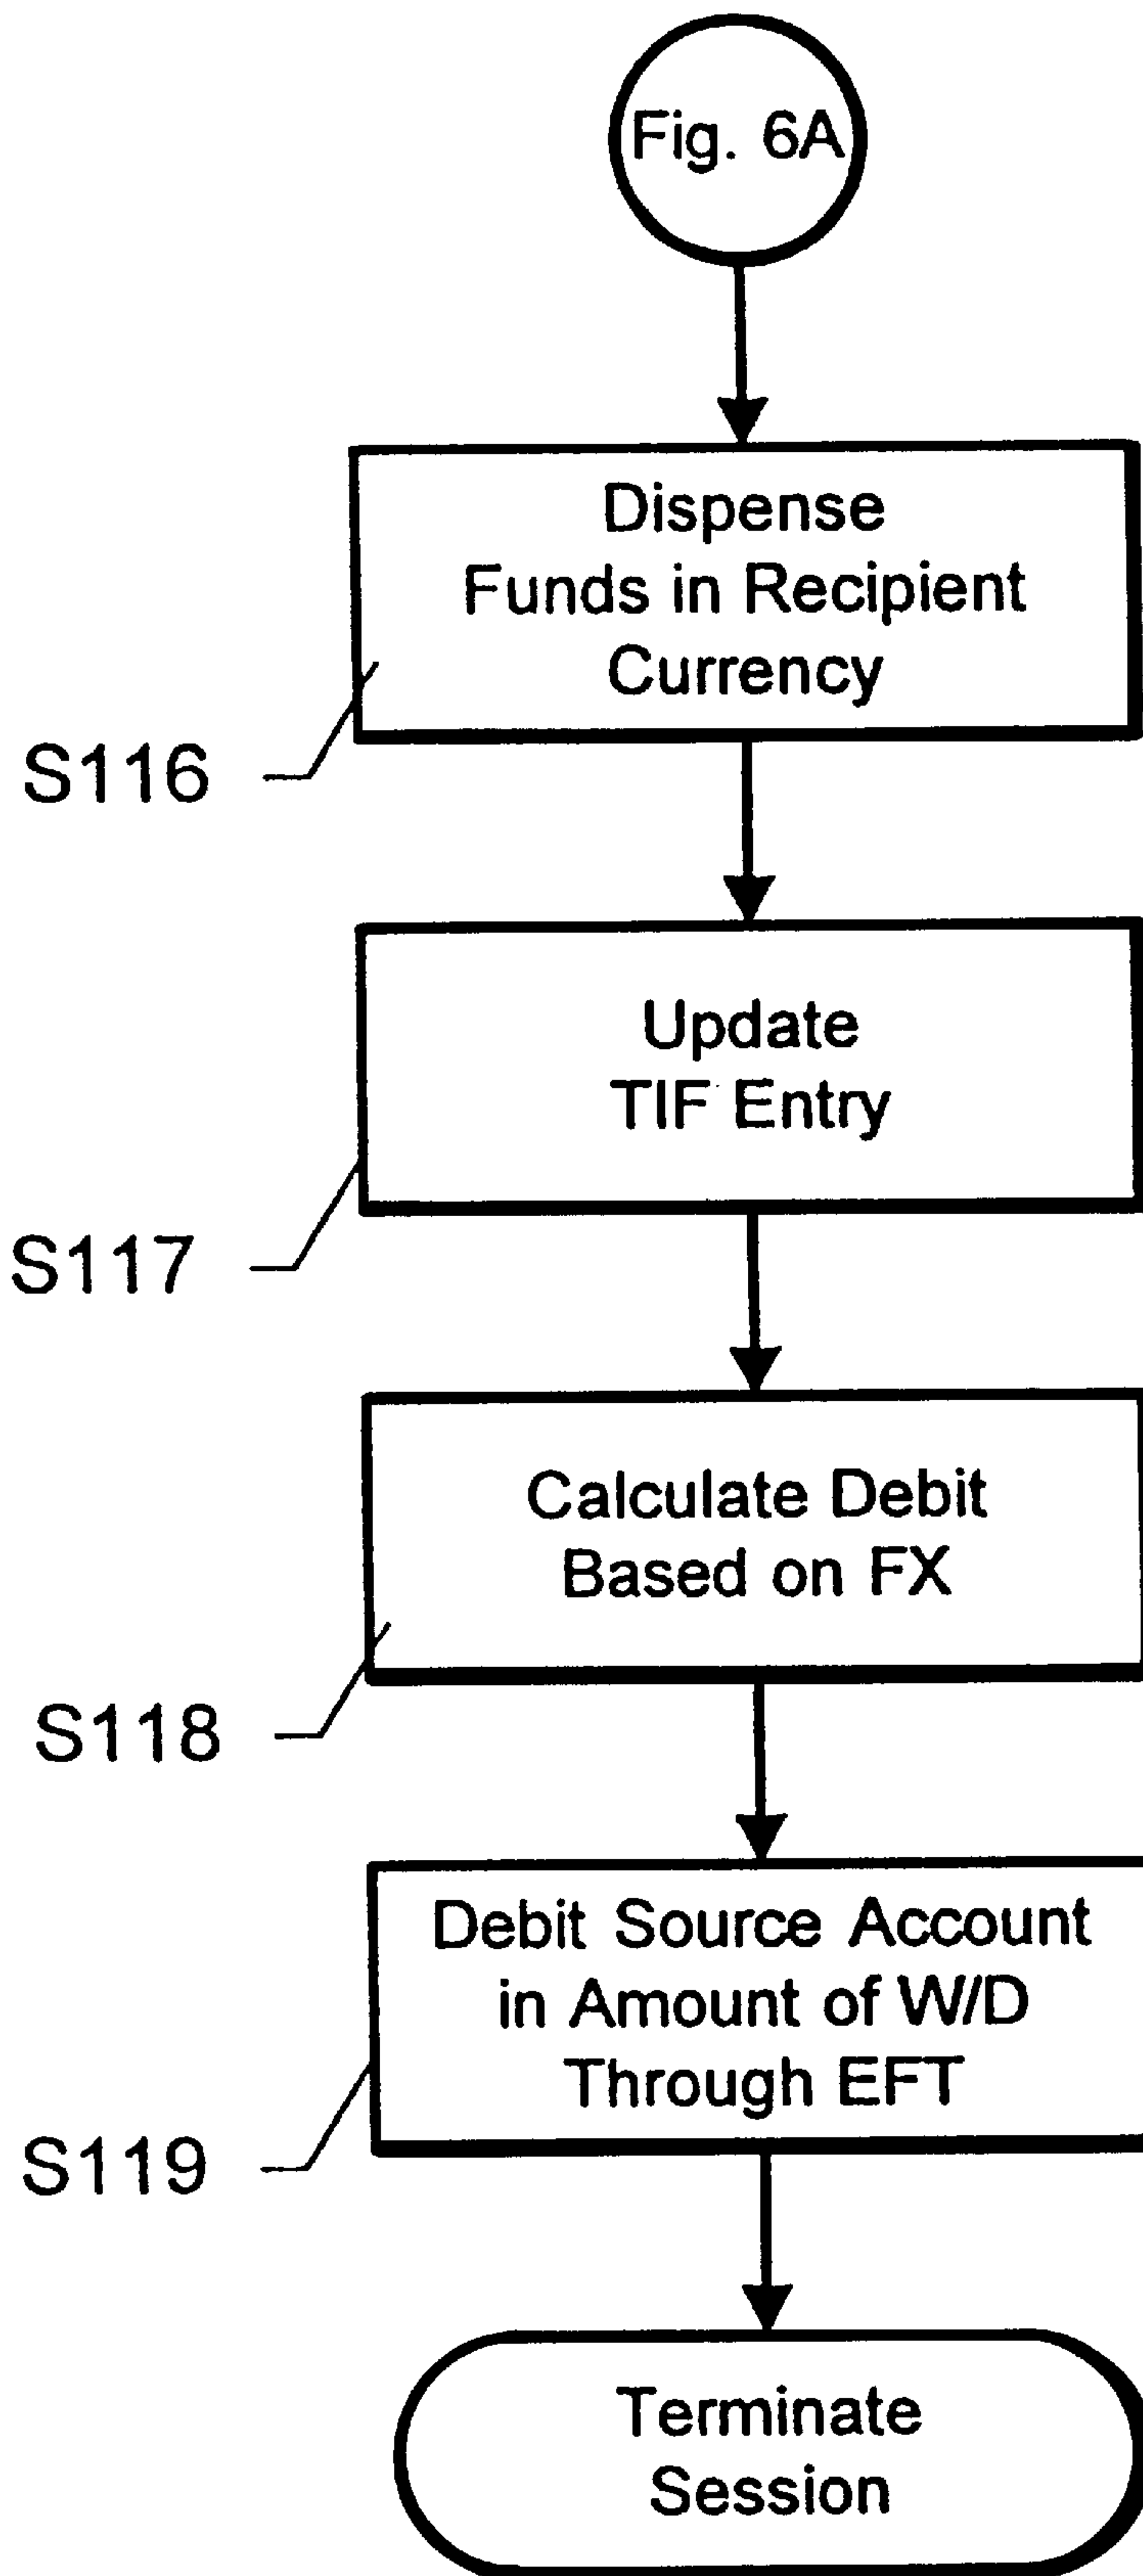 Fig. 6A
Dispense
Funds in Recipient
Currency
S116
Update
TIF Entry
S117
Calculate Debit
Based on FX
S118
Debit Source Account
in Amount of W/D
Through EFT
S119
Terminate
Session